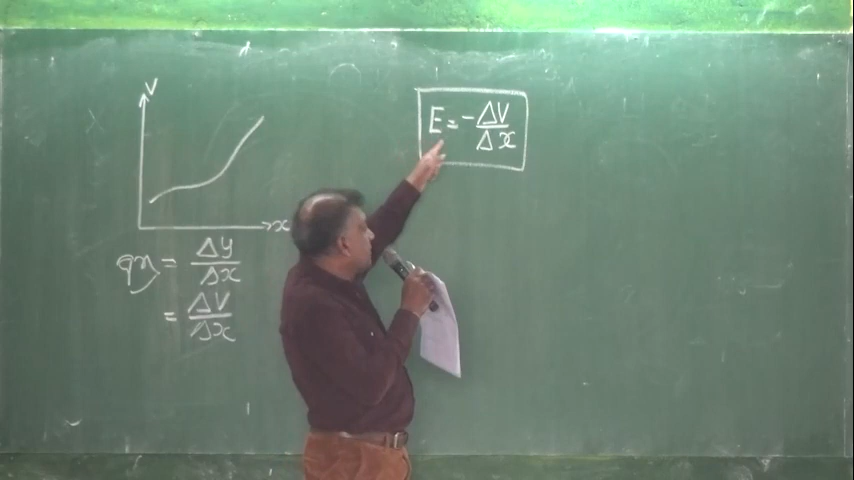 V
x
E = -ΔV/Δx
= Δy/Δx
= ΔV/Δx